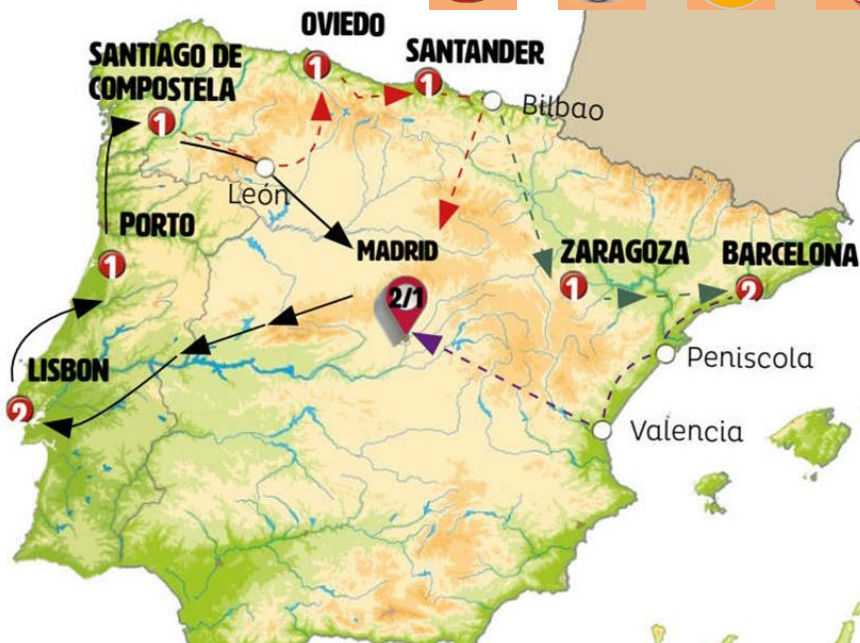 OVIEDO
1
SANTANDER
1
SANTIAGO DE
COMPOSTELA
1
Bilbao
León
PORTO
1
MADRID
2/1
ZARAGOZA
1
BARCELONA
2
LISBON
2
Peniscola
Valencia